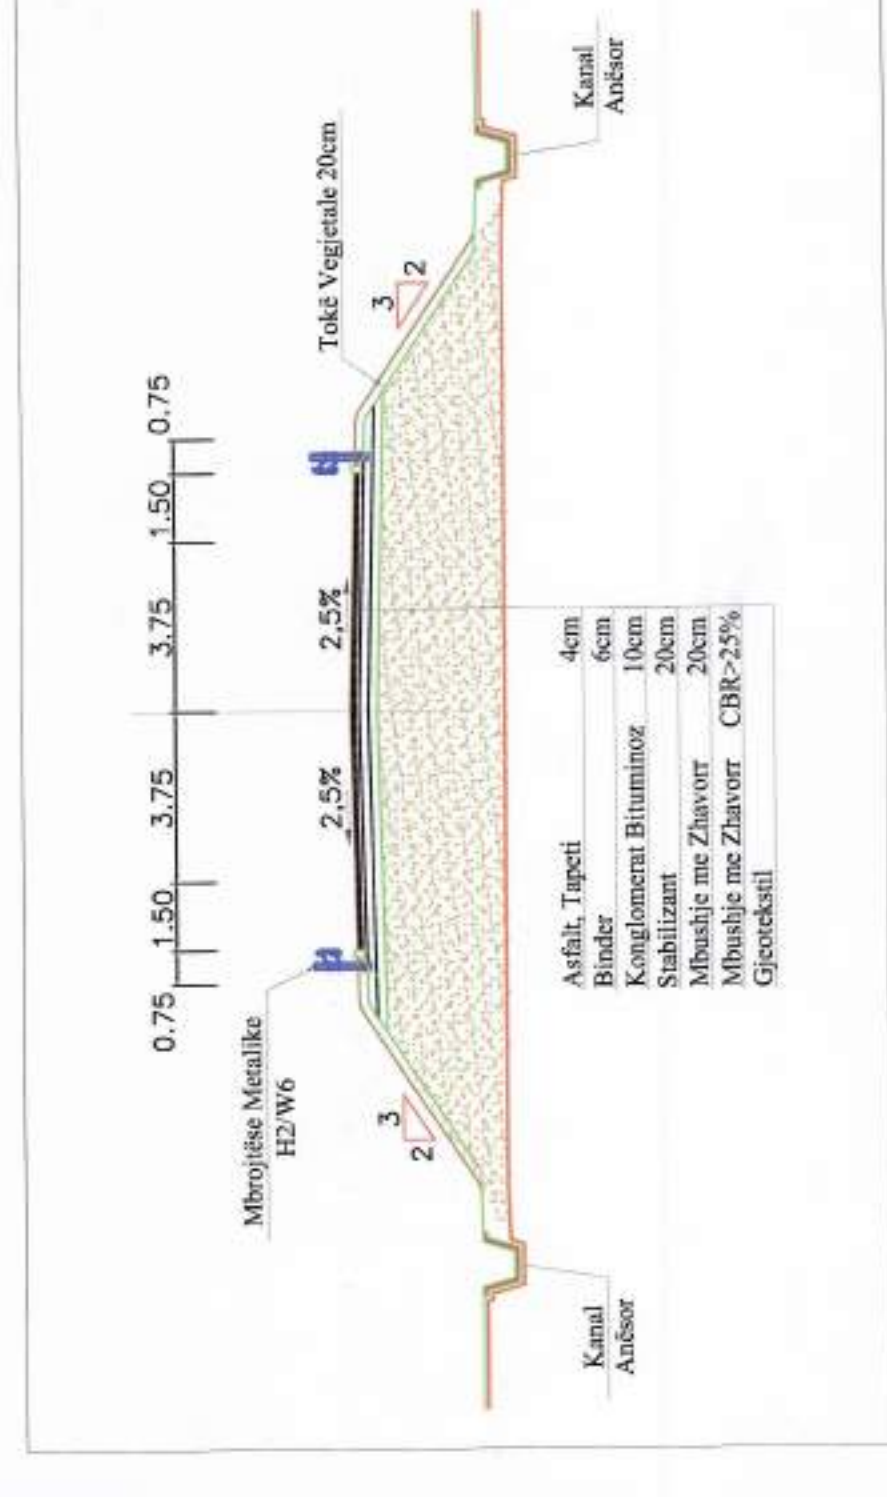 0.75 1.50 3.75 3.75 1.50 0.75
Mbrojtëse Metalike
H2/W6
Tokë Vegjetale 20cm
2,5% 2,5%
3
2
3
2
Kanal
Anësor
Kanal
Anësor
Asfalt, Tapeti 4cm
Binder 6cm
Konglomerat Bituminoz 10cm
Stabilizant 20cm
Mbushje me Zhavorr 20cm
Mbushje me Zhavorr CBR>25%
Gjeotekstil